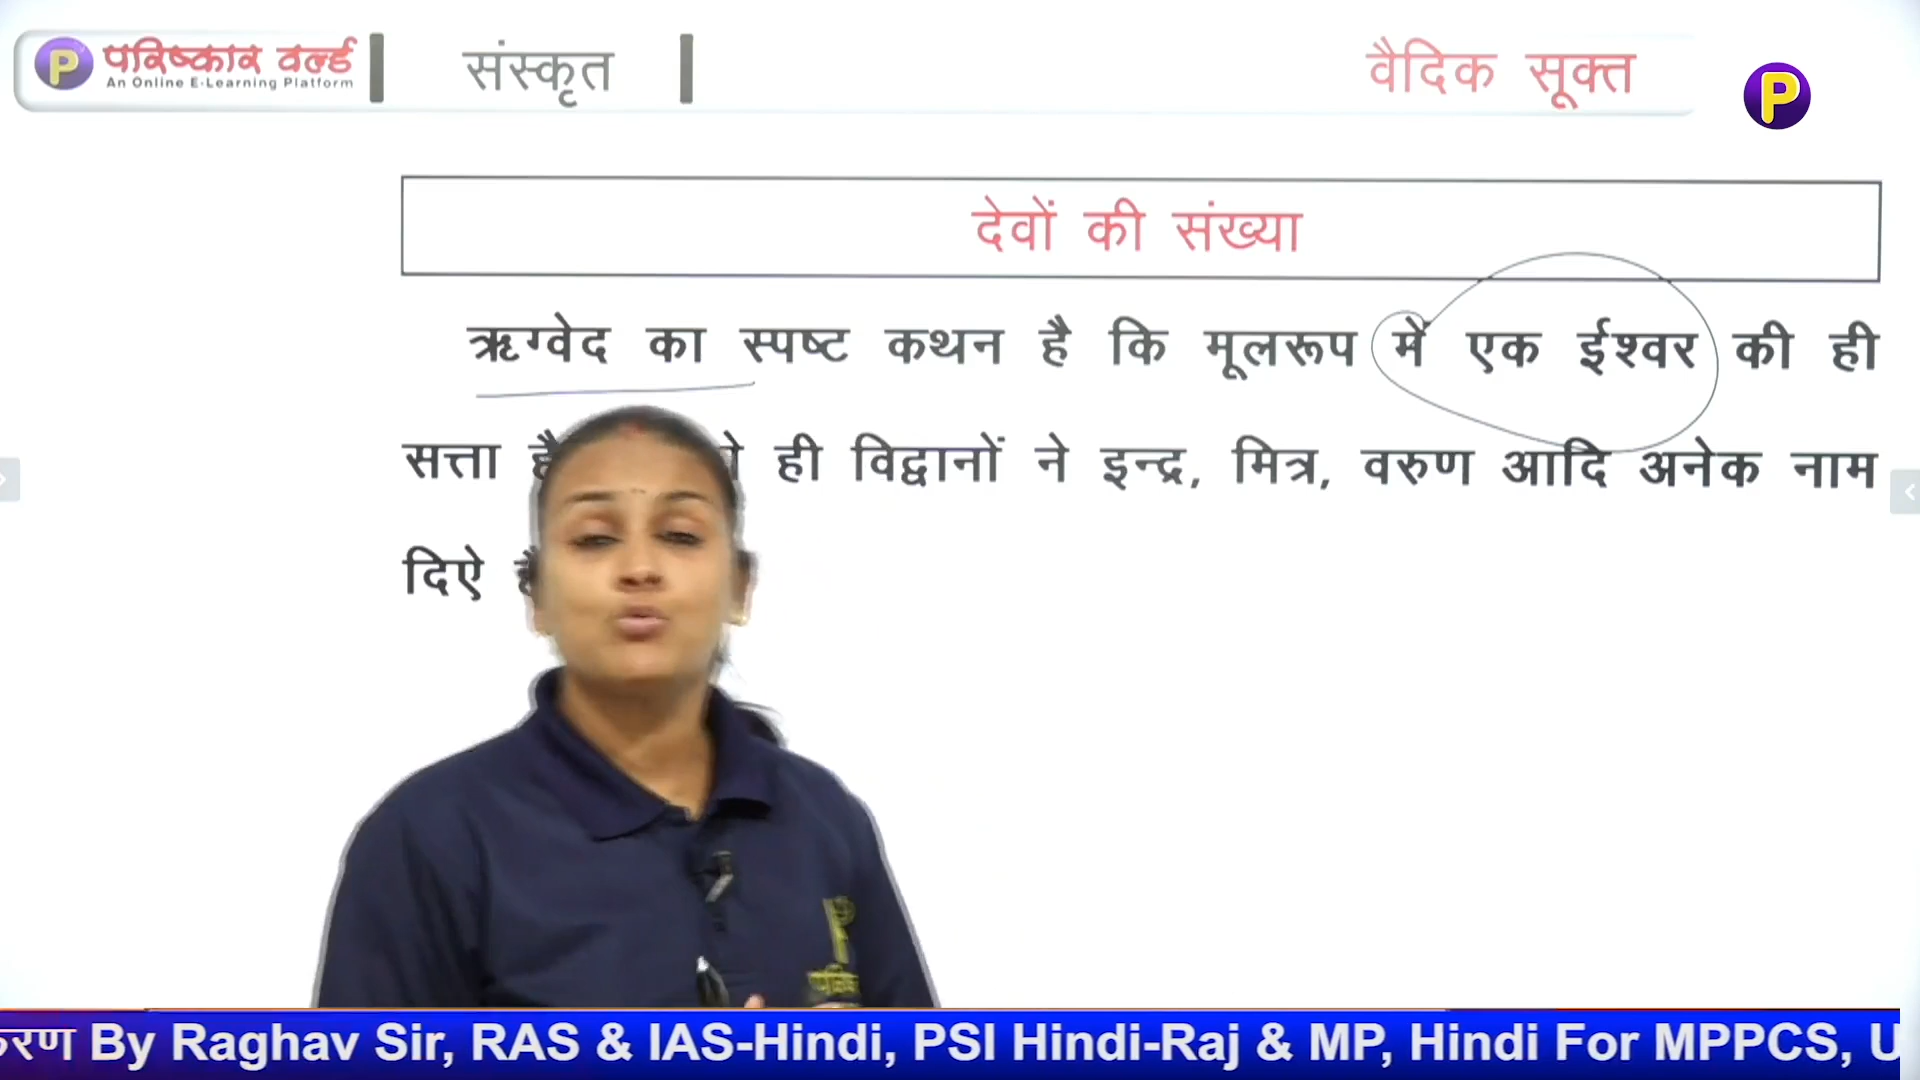 परिष्कार वर्ल्ड
An Online E-Learning Platform
संस्कृत
वैदिक सूक्त
P
देवों की संख्या
ऋग्वेद का स्पष्ट कथन है कि मूलरूप में एक ईश्वर की ही
सत्ता ही विद्वानों ने इन्द्र, मित्र, वरुण आदि अनेक नाम
दिऐ
By Raghav Sir, RAS & IAS-Hindi, PSI Hindi-Raj & MP, Hindi For MPPCS,